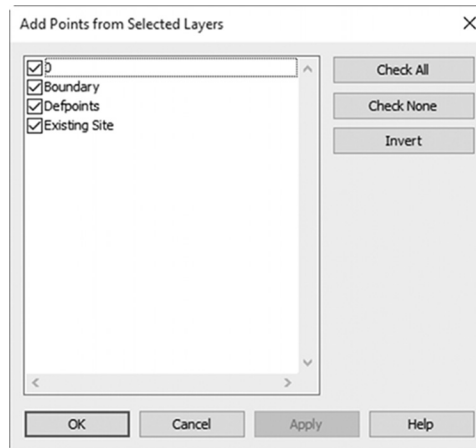 Add Points from Selected Layers
0
Boundary
Defpoints
Existing Site
Check All
Check None
Invert
OK
Cancel
Apply
Help